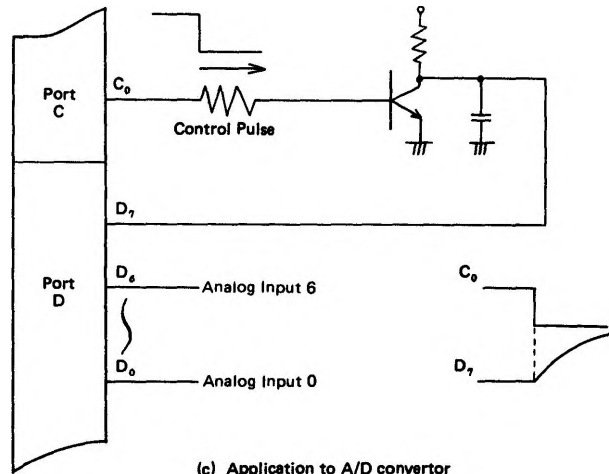 Port
C
C₀
Control Pulse
D₇
Port
D
D₆
Analog Input 6
D₀
Analog Input 0
C₀
D₇
(c) Application to A/D convertor